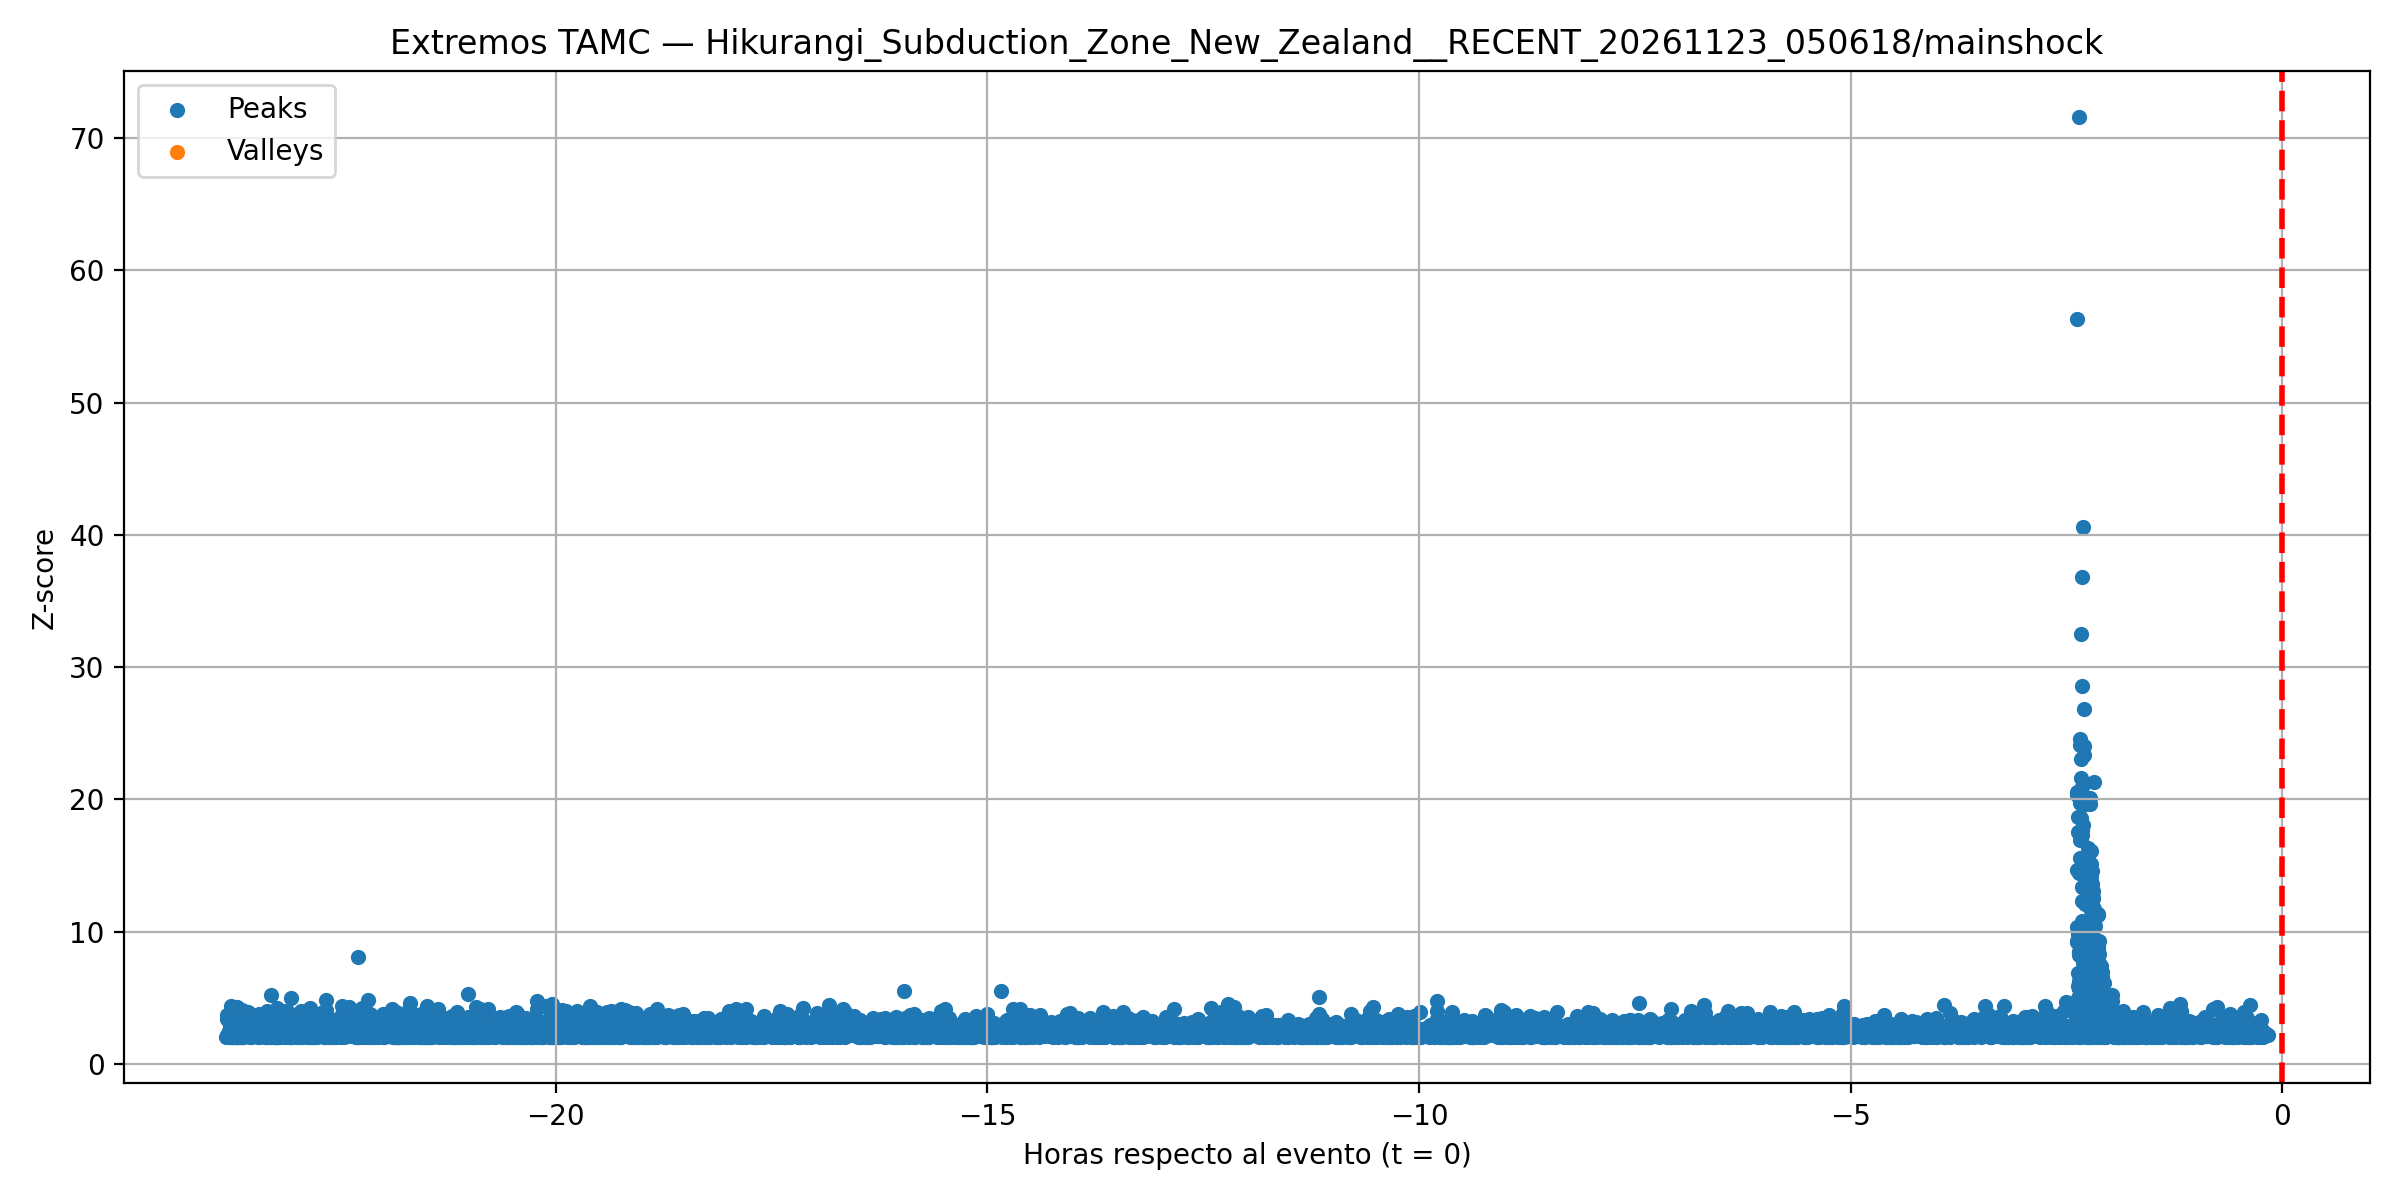 Extremos TAMC — Hikurangi_Subduction_Zone_New_Zealand__RECENT_20261123_050618/mainshock
Peaks
Valleys
70
60
50
40
30
20
10
0
Z-score
−20
−15
−10
−5
0
Horas respecto al evento (t = 0)